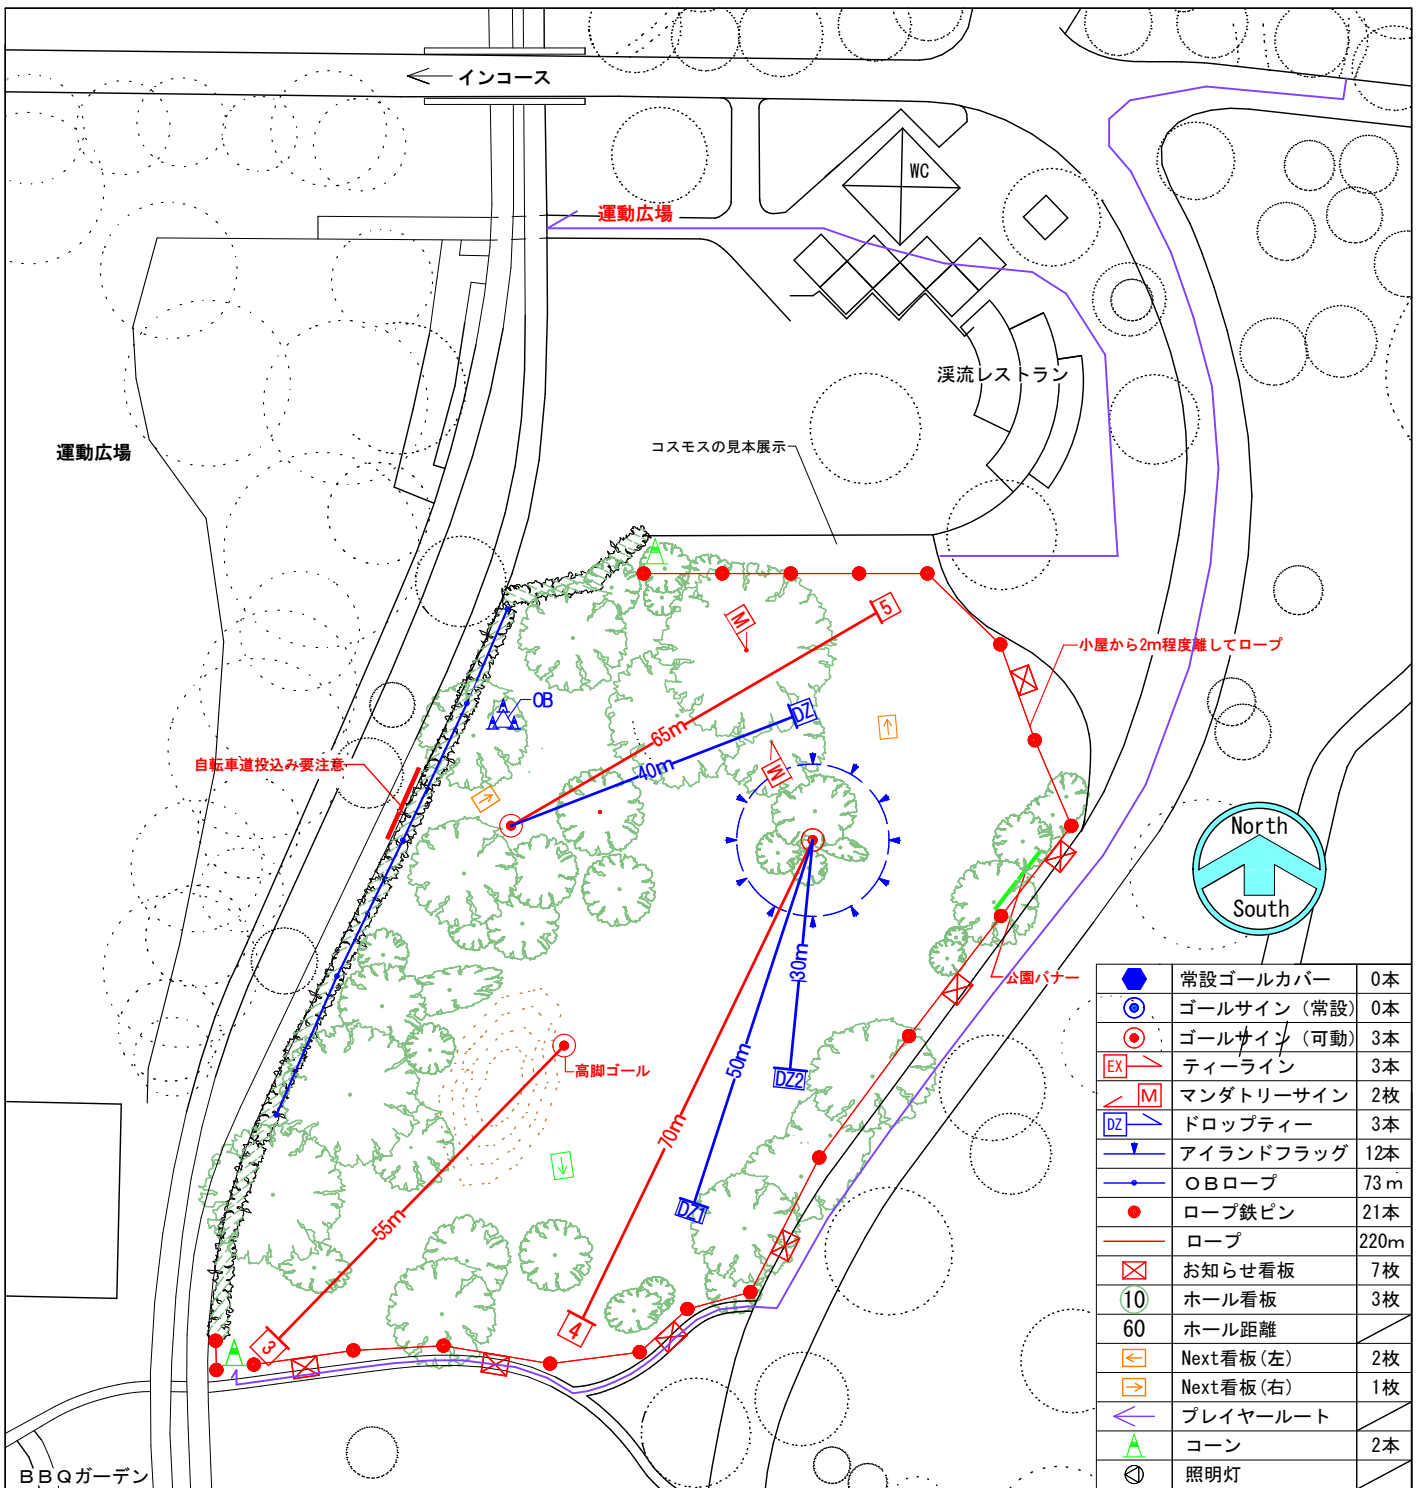 インコース
WC
運動広場
渓流レストラン
運動広場
コスモスの見本展示
5
M
小屋から2m程度離してロープ
OB
DZ
65m
40m
自転車道投込み要注意
M
North
South
30m
公園バナー
高脚ゴール
50m
DZ2
70m
DZ1
55m
3
4
BBQガーデン
常設ゴールカバー 0本
ゴールサイン（常設） 0本
ゴールサイン（可動） 3本
EX ティーライン 3本
M マンダトリーサイン 2枚
DZ ドロップティー 3本
アイランドフラッグ 12本
OBロープ 73m
ロープ鉄ピン 21本
ロープ 220m
お知らせ看板 7枚
10 ホール看板 3枚
60 ホール距離
Next看板(左) 2枚
Next看板(右) 1枚
プレイヤールート
コーン 2本
照明灯